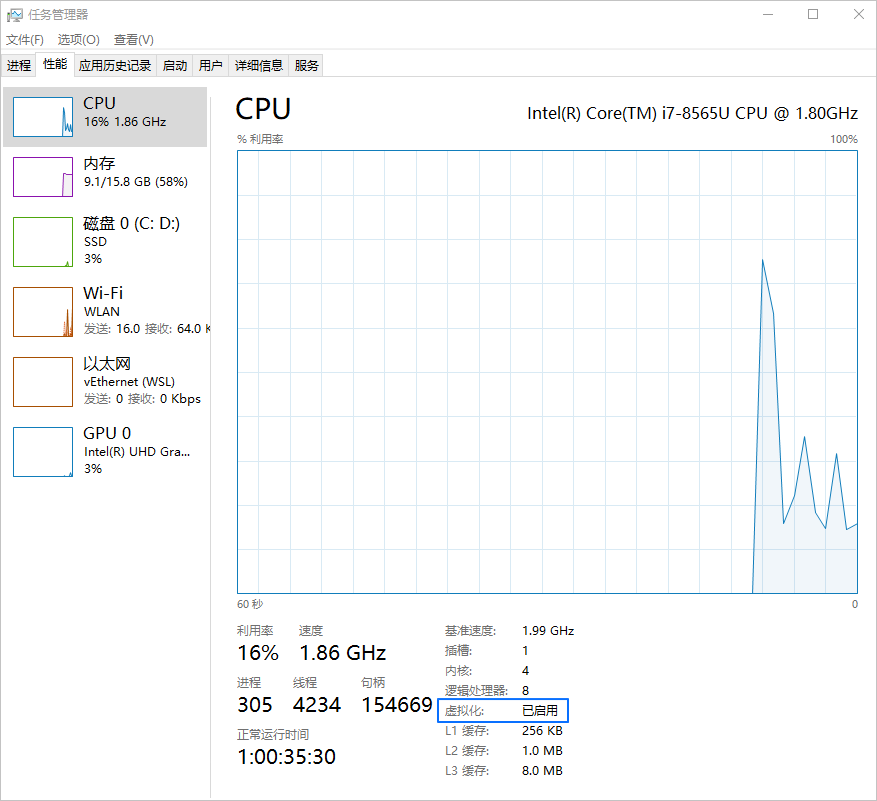 任务管理器
文件(F) 选项(O) 查看(V)
进程 性能 应用历史记录 启动 用户 详细信息 服务
CPU
16% 1.86 GHz
内存
9.1/15.8 GB (58%)
磁盘 0 (C: D:)
SSD
3%
Wi-Fi
WLAN
发送: 16.0 接收: 64.0 K
以太网
vEthernet (WSL)
发送: 0 接收: 0 Kbps
GPU 0
Intel(R) UHD Gra...
3%
CPU Intel(R) Core(TM) i7-8565U CPU @ 1.80GHz
% 利用率 100%
60 秒 0
利用率 速度
16% 1.86 GHz
进程 线程 句柄
305 4234 154669
正常运行时间
1:00:35:30
基准速度: 1.99 GHz
插槽: 1
内核: 4
逻辑处理器: 8
虚拟化: 已启用
L1 缓存: 256 KB
L2 缓存: 1.0 MB
L3 缓存: 8.0 MB